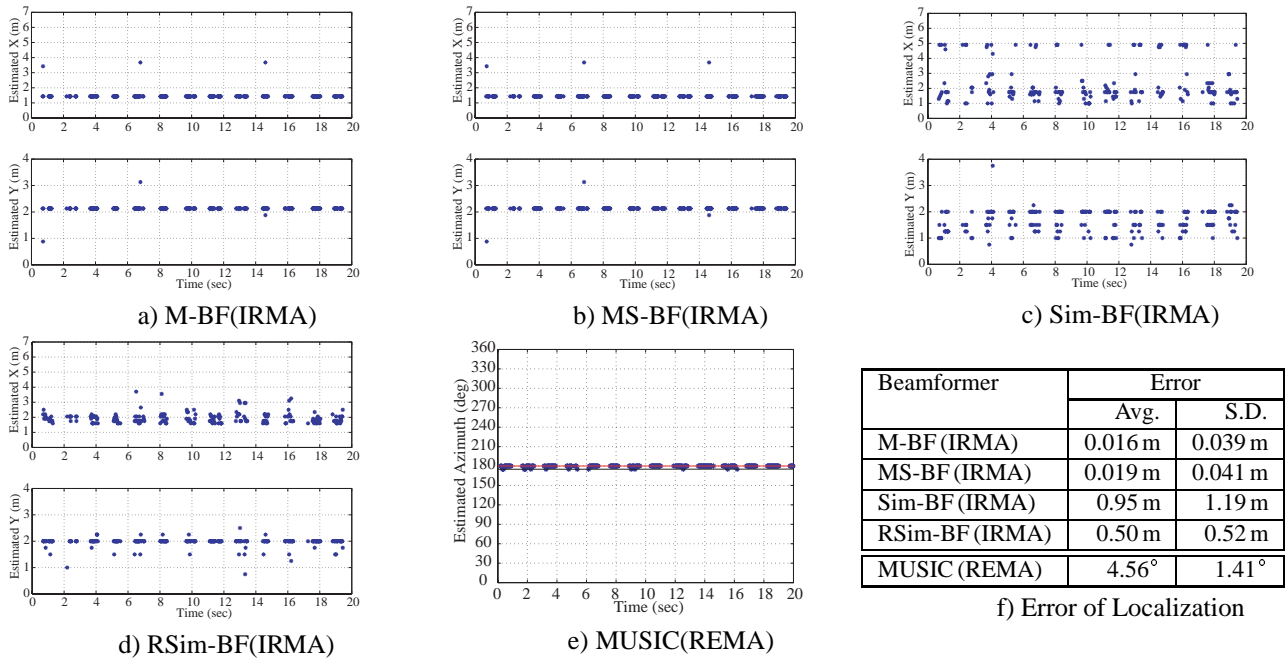 Estimated X (m)
7
6
5
4
3
2
1
0
0 2 4 6 8 10 12 14 16 18 20
Estimated Y (m)
4
3
2
1
0
0 2 4 6 8 10 12 14 16 18 20
Time (sec)
a) M-BF(IRMA)
Estimated X (m)
7
6
5
4
3
2
1
0
0 2 4 6 8 10 12 14 16 18 20
Estimated Y (m)
4
3
2
1
0
0 2 4 6 8 10 12 14 16 18 20
Time (sec)
b) MS-BF(IRMA)
Estimated X (m)
7
6
5
4
3
2
1
0
0 2 4 6 8 10 12 14 16 18 20
Estimated Y (m)
4
3
2
1
0
0 2 4 6 8 10 12 14 16 18 20
Time (sec)
c) Sim-BF(IRMA)
Estimated X (m)
7
6
5
4
3
2
1
0
0 2 4 6 8 10 12 14 16 18 20
Estimated Y (m)
4
3
2
1
0
0 2 4 6 8 10 12 14 16 18 20
Time (sec)
d) RSim-BF(IRMA)
Estimated Azimuth (deg)
360
330
300
270
240
210
180
150
120
90
60
30
0
0 2 4 6 8 10 12 14 16 18 20
Time (sec)
e) MUSIC(REMA)
Beamformer Error
Avg. S.D.
M-BF (IRMA) 0.016 m 0.039 m
MS-BF (IRMA) 0.019 m 0.041 m
Sim-BF (IRMA) 0.95 m 1.19 m
RSim-BF (IRMA) 0.50 m 0.52 m
MUSIC (REMA) 4.56° 1.41°
f) Error of Localization